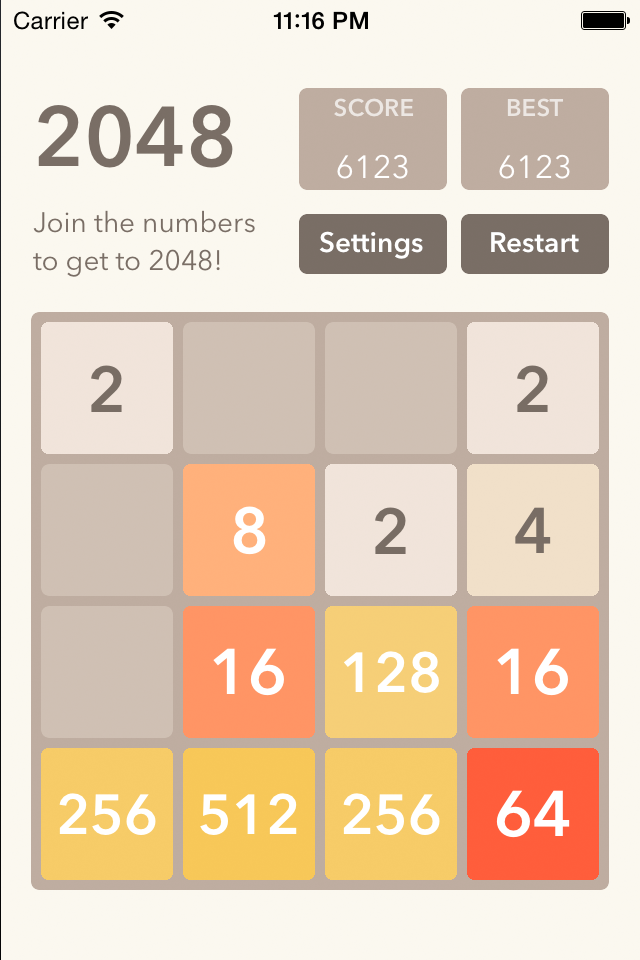 Carrier 11:16 PM
2048
SCORE BEST
6123 6123
Join the numbers
to get to 2048!
Settings Restart
2 2
8 2 4
16 128 16
256 512 256 64